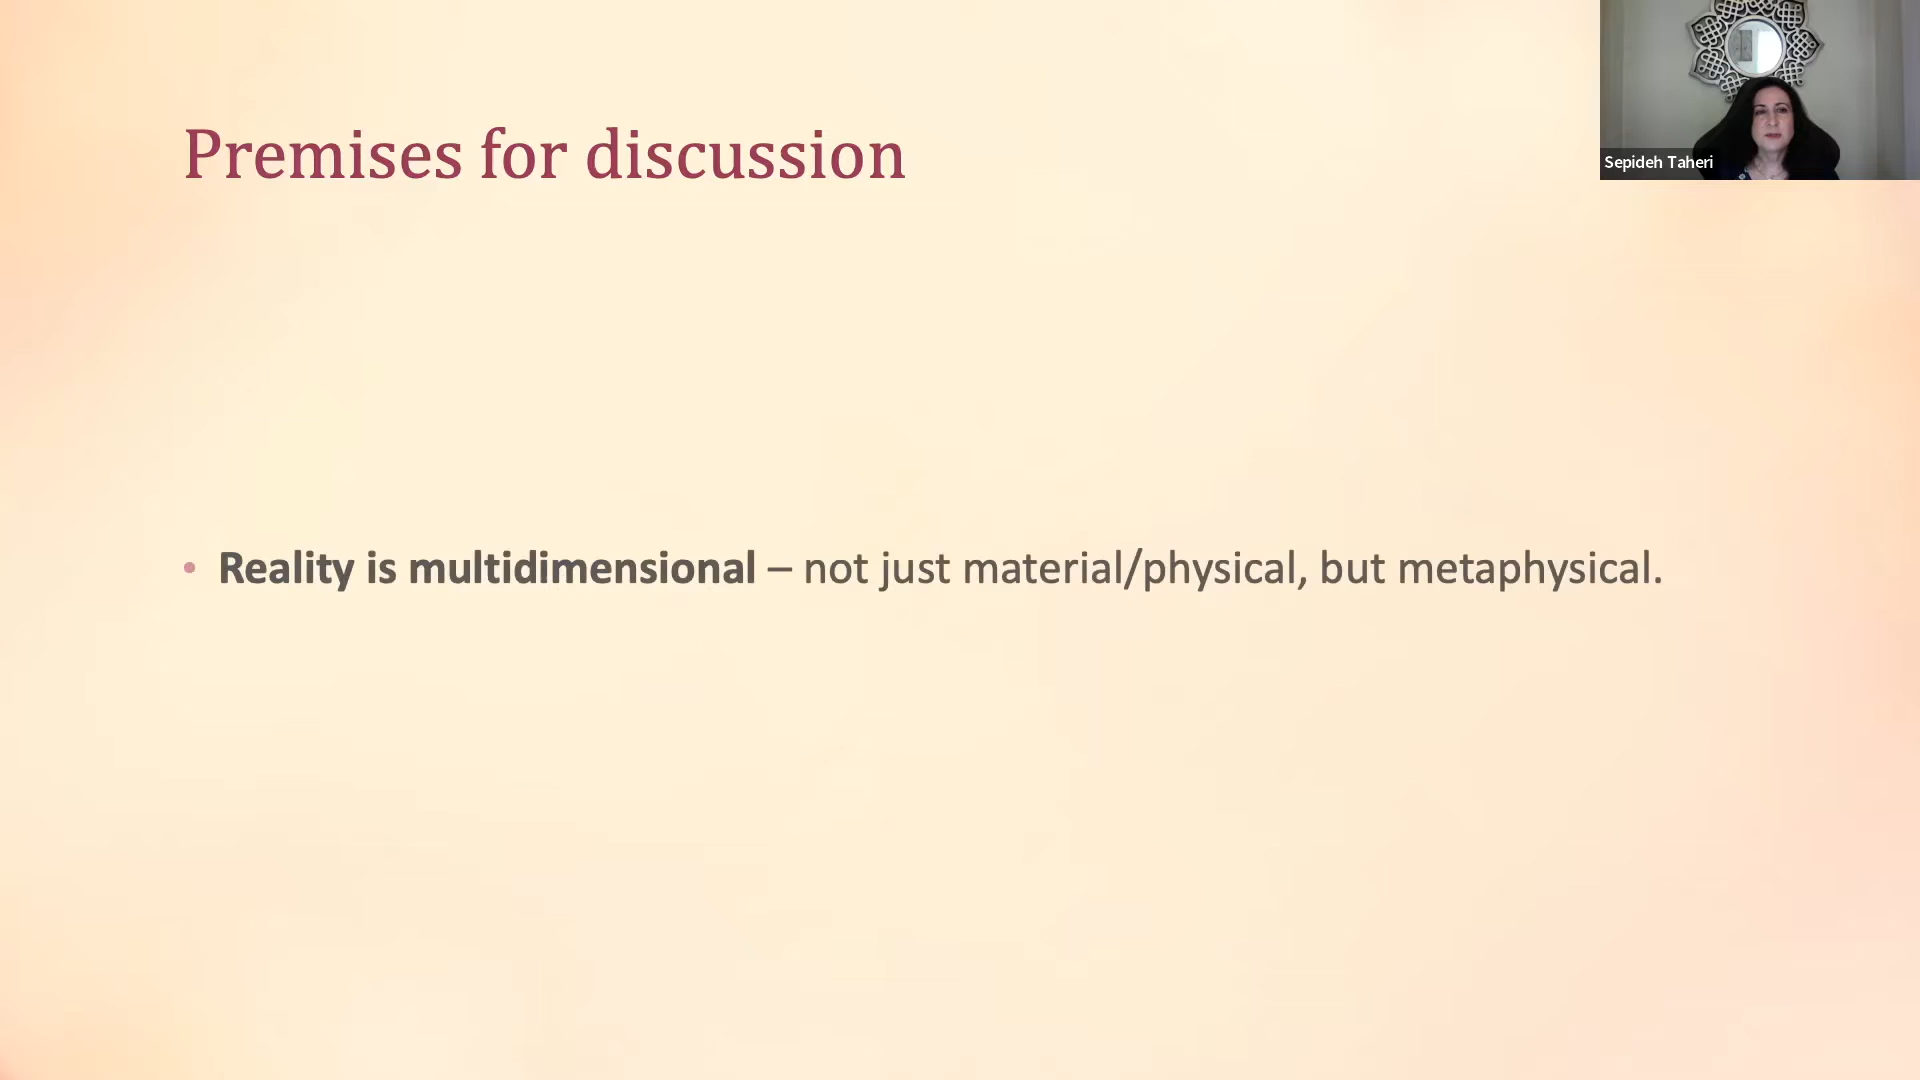 Premises for discussion
Sepideh Taheri
• Reality is multidimensional – not just material/physical, but metaphysical.